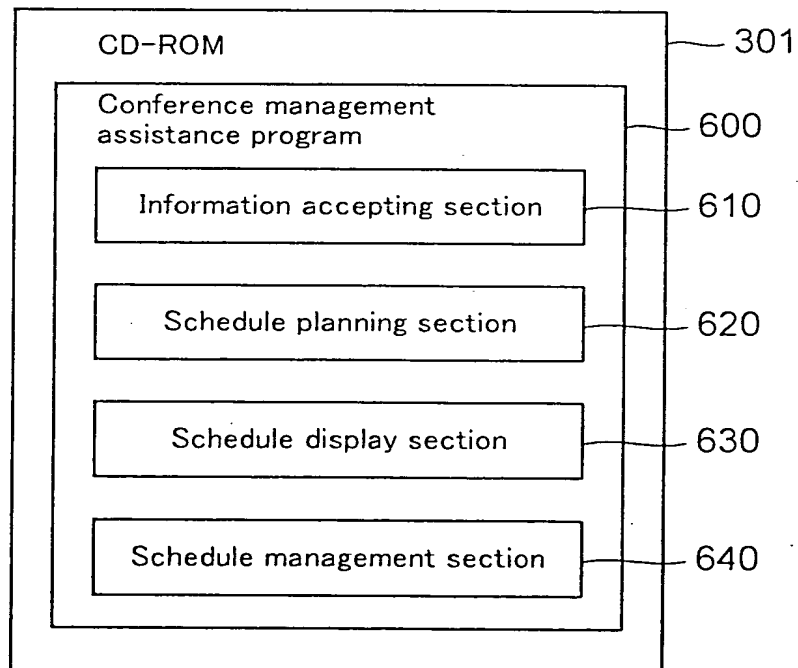 CD-ROM
301
Conference management
assistance program
600
Information accepting section
610
Schedule planning section
620
Schedule display section
630
Schedule management section
640